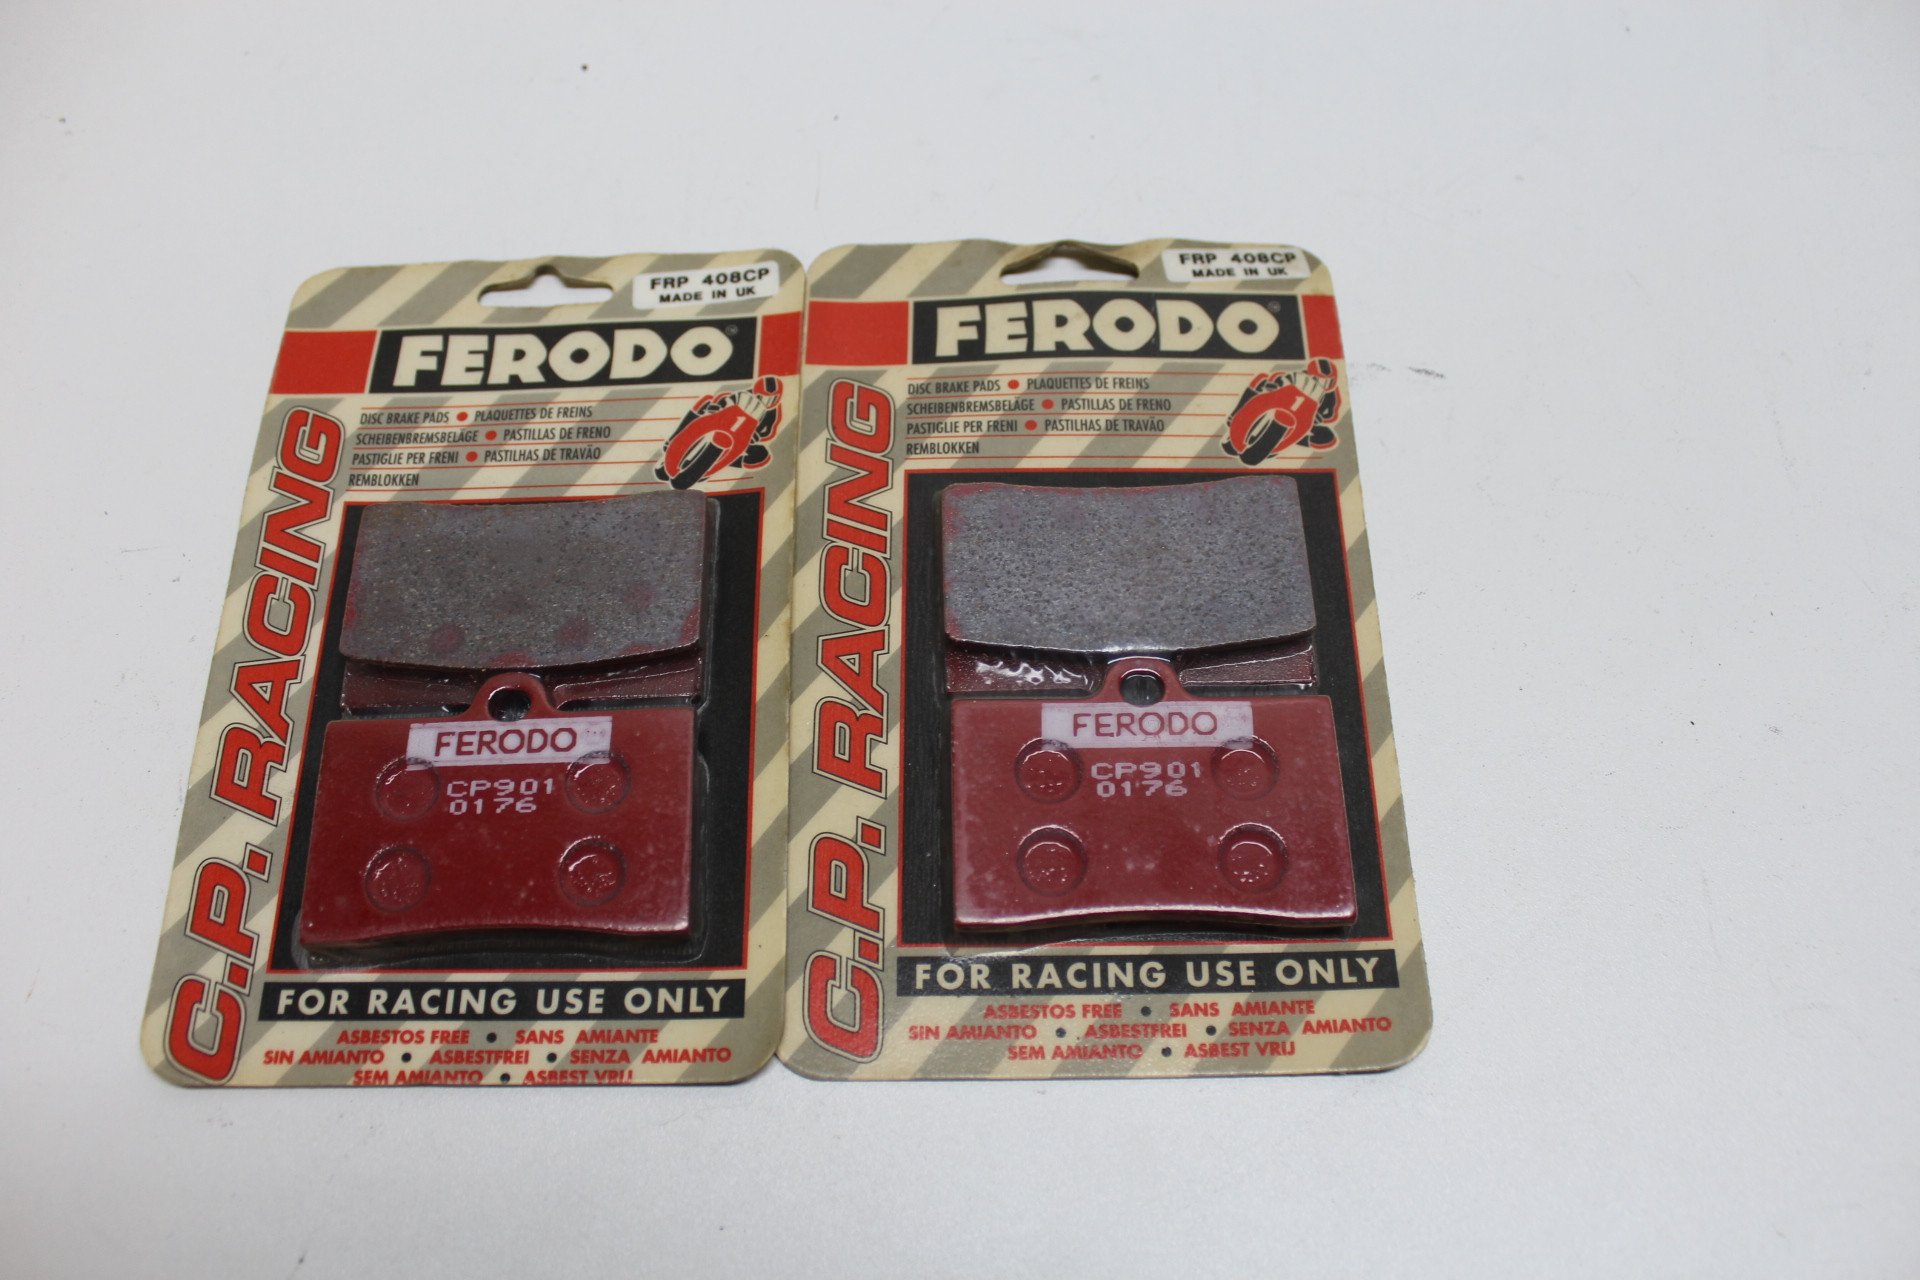 FRP 408CP
MADE IN UK
FERODO™
DISC BRAKE PADS • PLAQUETTES DE FREINS
SCHEIBENBREMSBELÄGE • PASTILLAS DE FRENO
PASTIGLIE PER FRENI • PASTILHAS DE TRAVÃO
REMBLOKKEN
1
C.P. RACING
FERODO
CP901
0176
FOR RACING USE ONLY
ASBESTOS FREE • SANS AMIANTE
SIN AMIANTO • ASBESTFREI • SENZA AMIANTO
SEM AMIANTO • ASBEST VRIJ
FRP 408CP
MADE IN UK
FERODO™
DISC BRAKE PADS • PLAQUETTES DE FREINS
SCHEIBENBREMSBELÄGE • PASTILLAS DE FRENO
PASTIGLIE PER FRENI • PASTILHAS DE TRAVÃO
REMBLOKKEN
1
C.P. RACING
FERODO
CP901
0176
FOR RACING USE ONLY
ASBESTOS FREE • SANS AMIANTE
SIN AMIANTO • ASBESTFREI • SENZA AMIANTO
SEM AMIANTO • ASBEST VRIJ